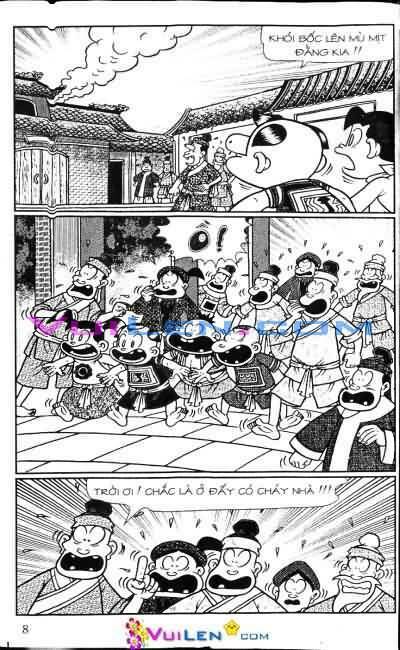 KHÓI BỐC LÊN MÙ MỊT
ĐẰNG KIA !!
Ồ!
VUILEN.COM
TRỜI ƠI ! CHẮC LÀ Ở ĐẤY CÓ CHÁY NHÀ !!!
8
VUILEN.COM